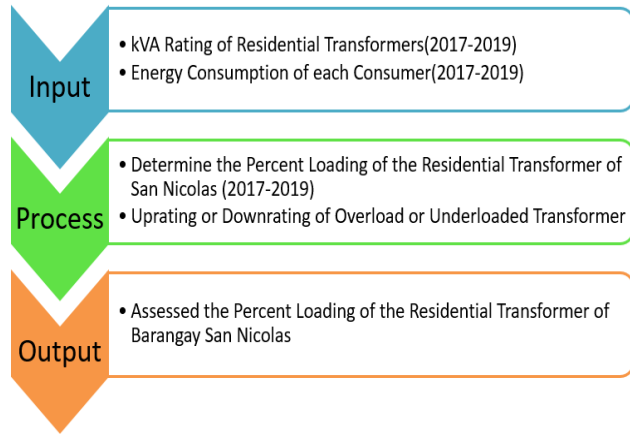 Input
• kVA Rating of Residential Transformers(2017-2019)
• Energy Consumption of each Consumer(2017-2019)
Process
• Determine the Percent Loading of the Residential Transformer of
San Nicolas (2017-2019)
• Uprating or Downrating of Overload or Underloaded Transformer
Output
• Assessed the Percent Loading of the Residential Transformer of
Barangay San Nicolas